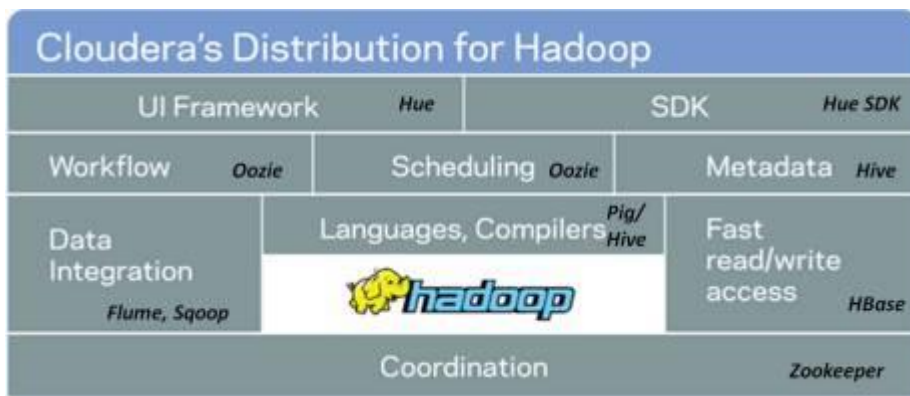 Cloudera's Distribution for Hadoop
UI Framework Hue
SDK Hue SDK
Workflow Oozie
Scheduling Oozie
Metadata Hive
Data
Integration
Flume, Sqoop
Languages, Compilers Pig/
Hive
hadoop
Fast
read/write
access
HBase
Coordination Zookeeper